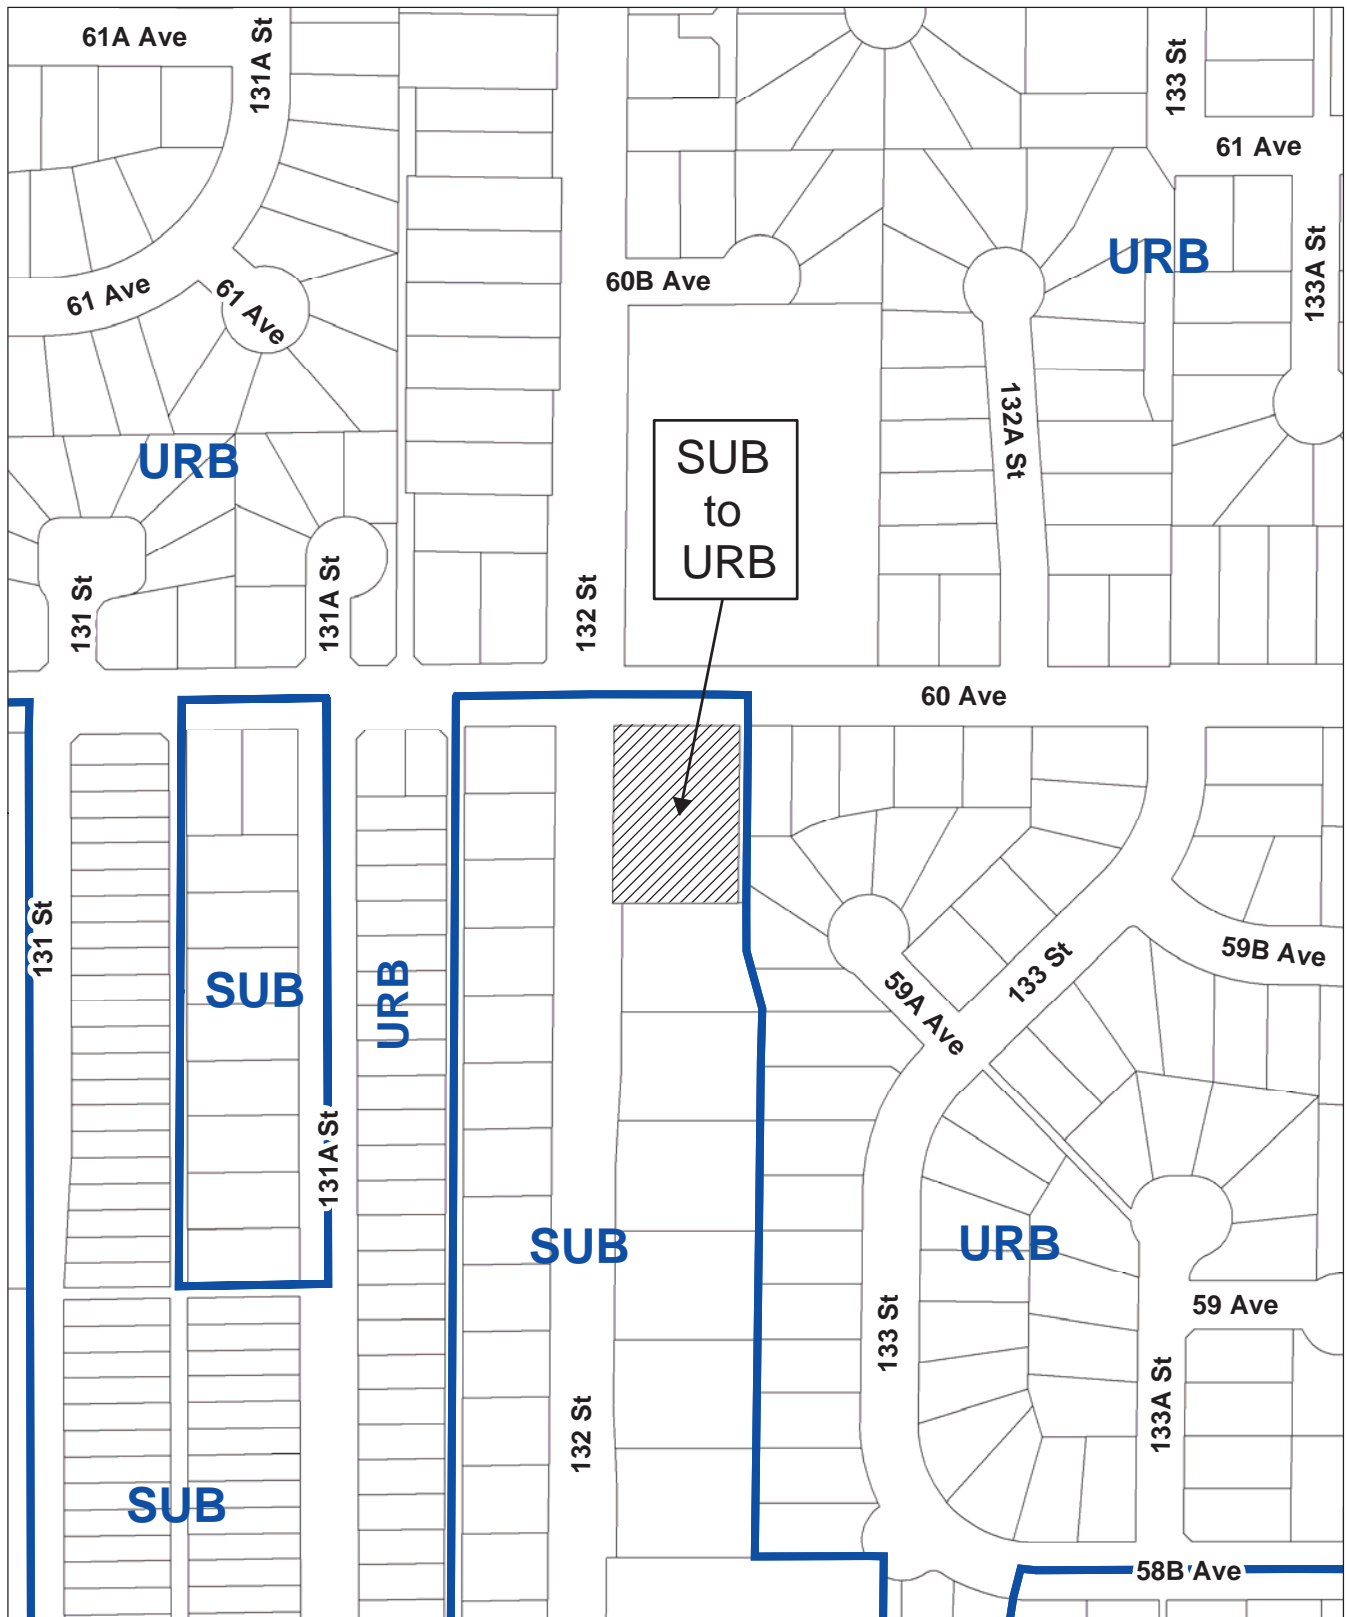 61A Ave
131A St
133 St
61 Ave
URB
133A St
60B Ave
61 Ave
61 Ave
132A St
URB
SUB
to
URB
131 St
131A St
132 St
60 Ave
131 St
SUB
URB
59A Ave
133 St
59B Ave
131A St
SUB
URB
59 Ave
133 St
133A St
132 St
SUB
58B Ave